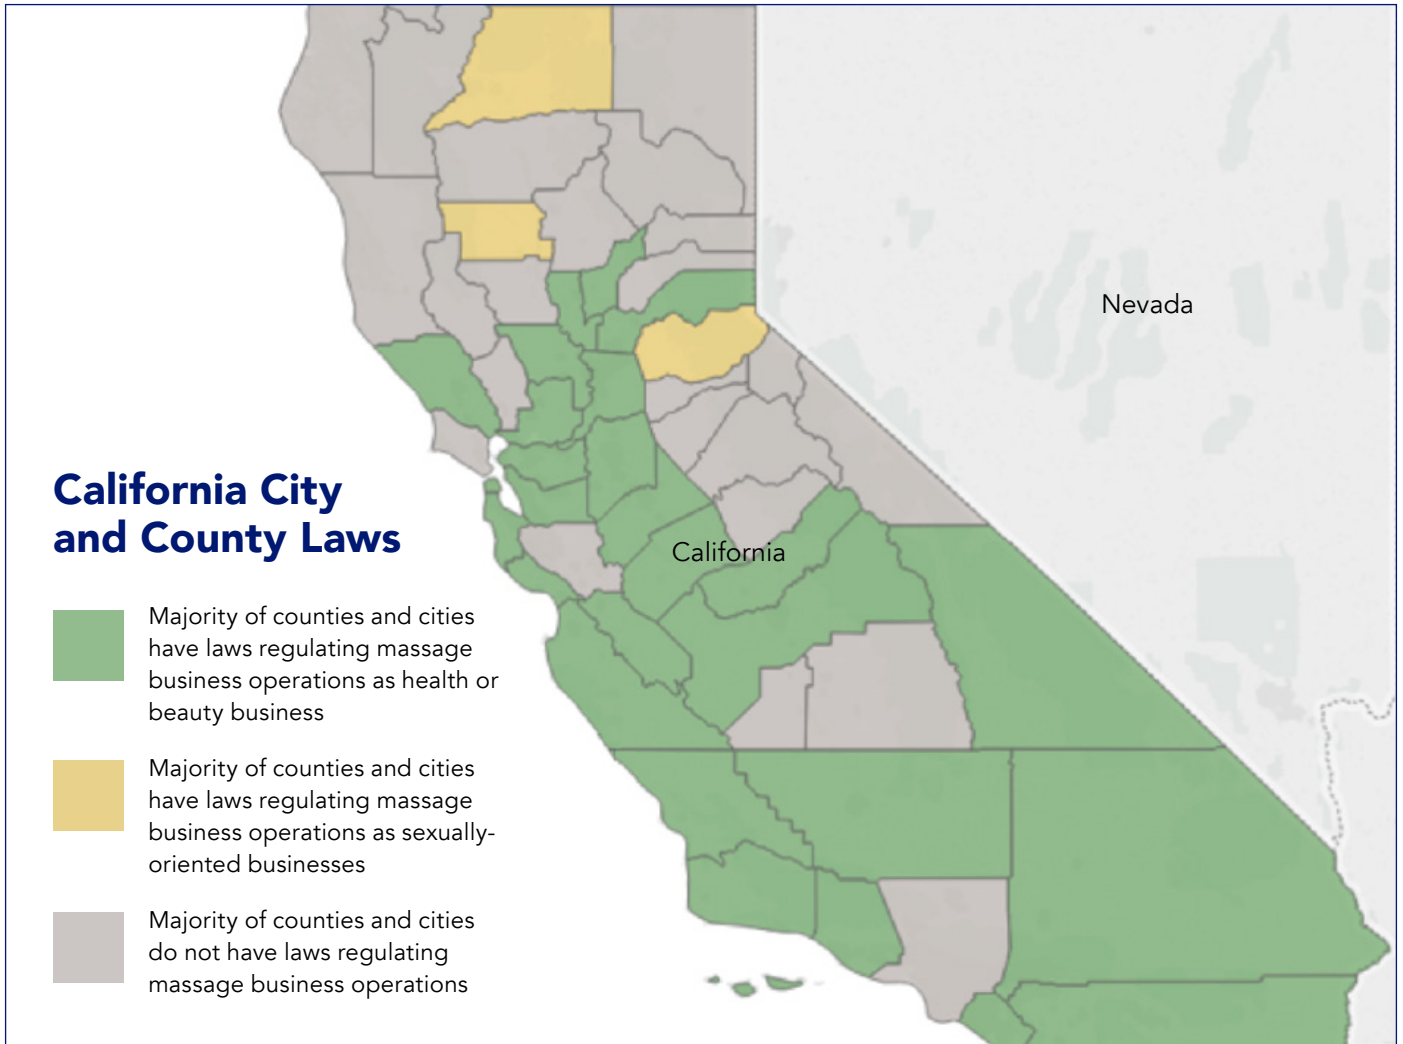 Nevada
California
California City
and County Laws
Majority of counties and cities
have laws regulating massage
business operations as health or
beauty business
Majority of counties and cities
have laws regulating massage
business operations as sexually-
oriented businesses
Majority of counties and cities
do not have laws regulating
massage business operations